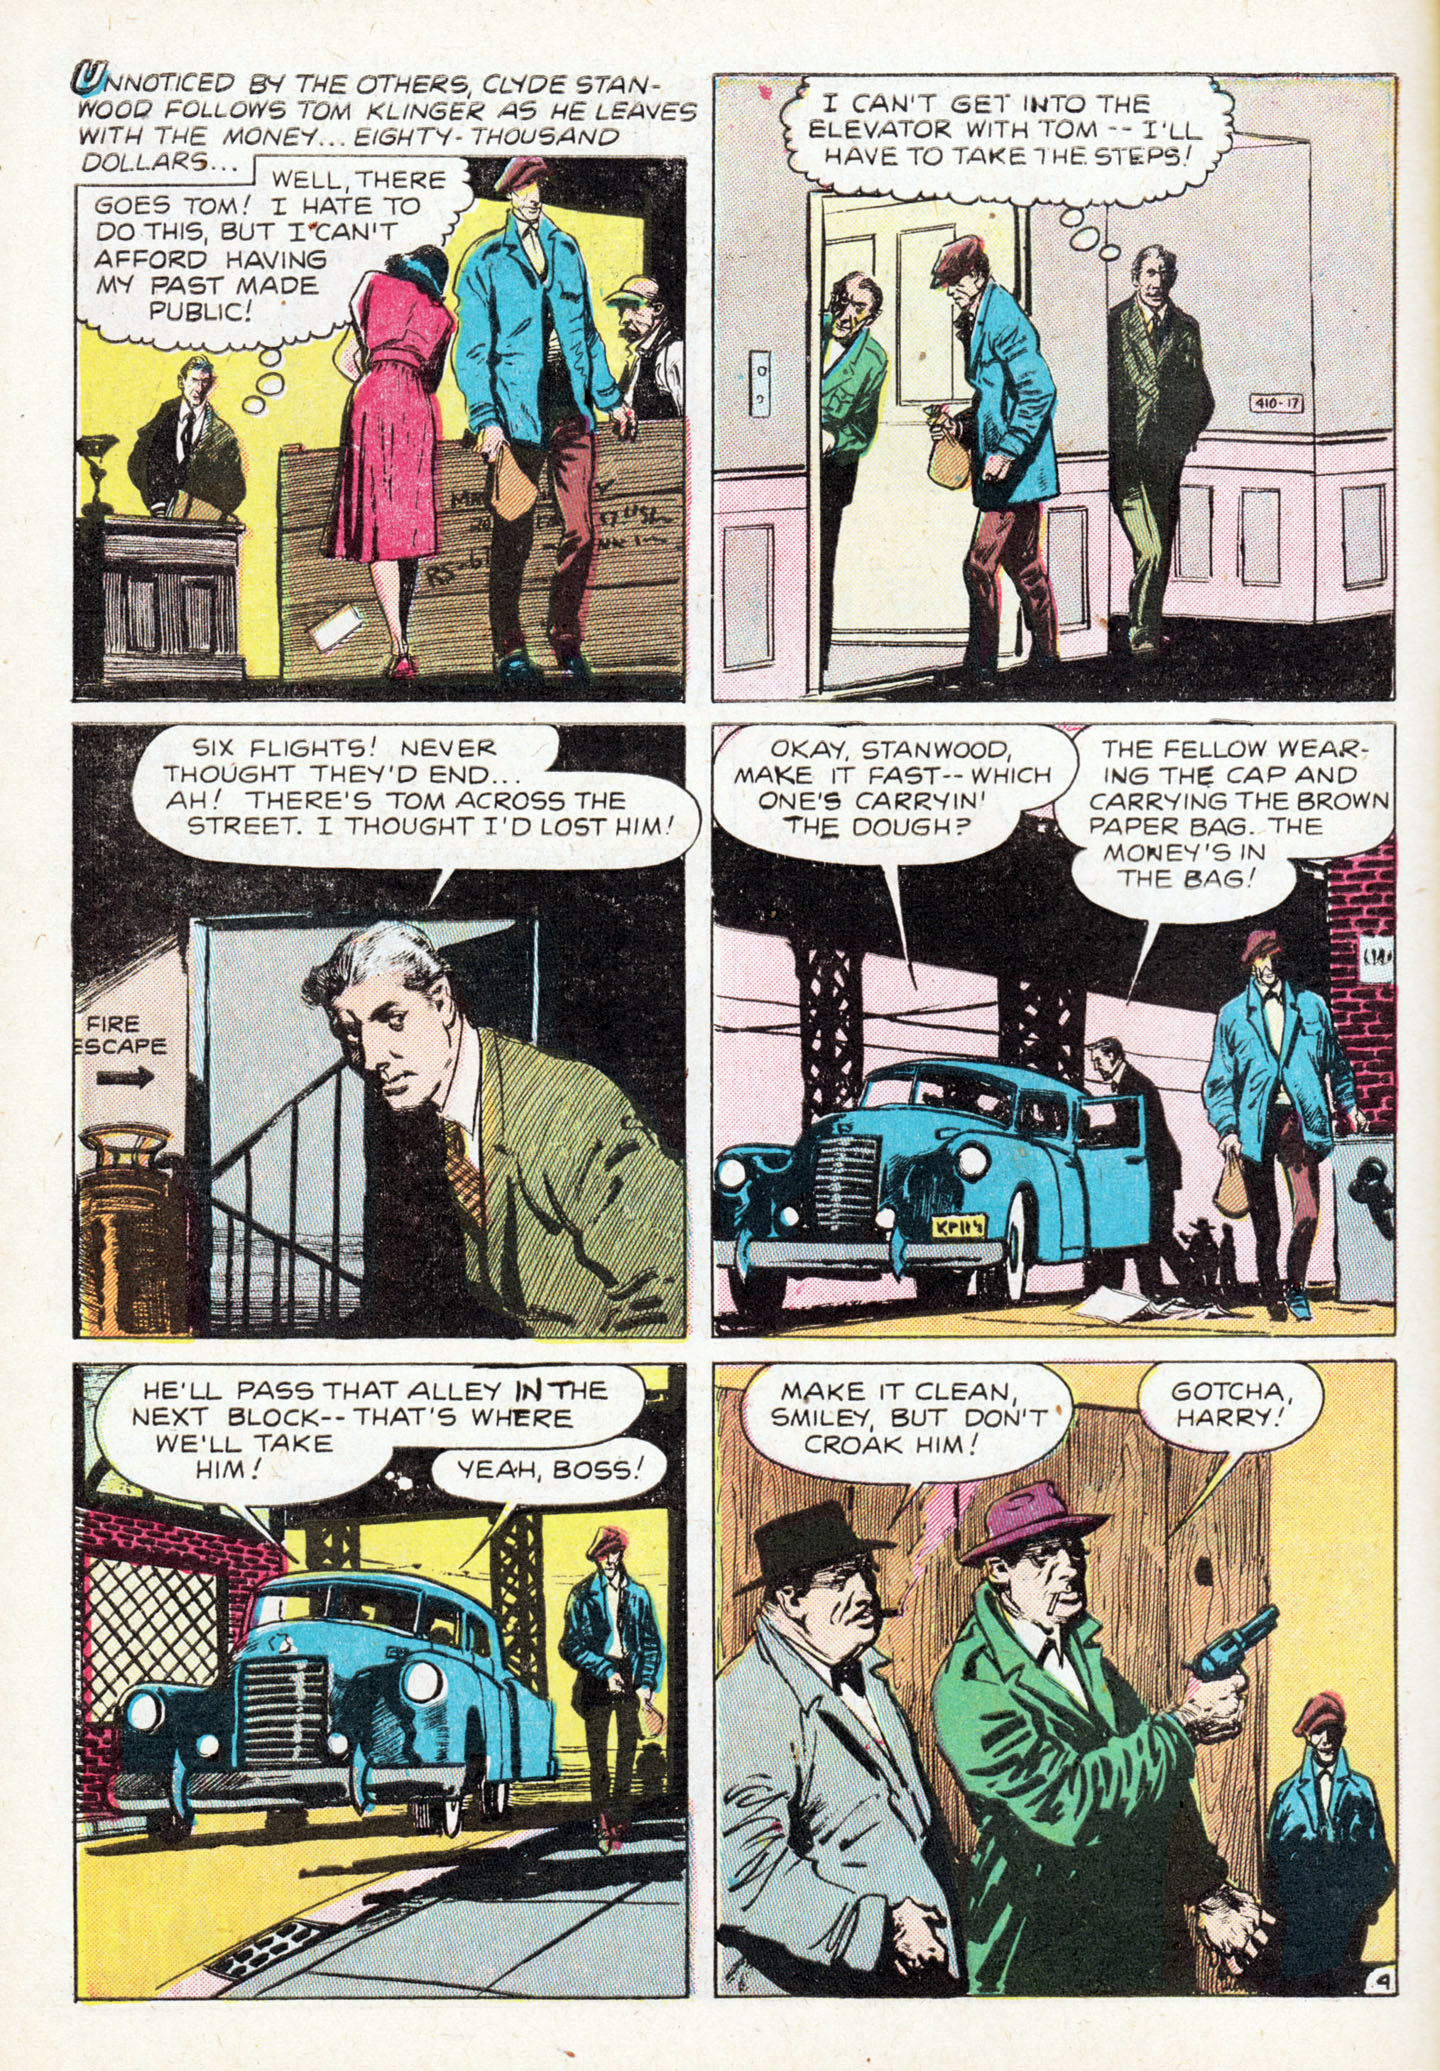 UNNOTICED BY THE OTHERS, CLYDE STAN-
WOOD FOLLOWS TOM KLINGER AS HE LEAVES
WITH THE MONEY... EIGHTY-THOUSAND
DOLLARS...
WELL, THERE
GOES TOM! I HATE TO
DO THIS, BUT I CAN'T
AFFORD HAVING
MY PAST MADE
PUBLIC!
I CAN'T GET INTO THE
ELEVATOR WITH TOM -- I'LL
HAVE TO TAKE THE STEPS!
410-17
SIX FLIGHTS! NEVER
THOUGHT THEY'D END...
AH! THERE'S TOM ACROSS THE
STREET. I THOUGHT I'D LOST HIM!
FIRE
ESCAPE
OKAY, STANWOOD,
MAKE IT FAST -- WHICH
ONE'S CARRYIN'
THE DOUGH?
THE FELLOW WEAR-
ING THE CAP AND
CARRYING THE BROWN
PAPER BAG. THE
MONEY'S IN
THE BAG!
HE'LL PASS THAT ALLEY IN THE
NEXT BLOCK -- THAT'S WHERE
WE'LL TAKE
HIM!
YEAH, BOSS!
MAKE IT CLEAN,
SMILEY, BUT DON'T
CROAK HIM!
GOTCHA,
HARRY!
4